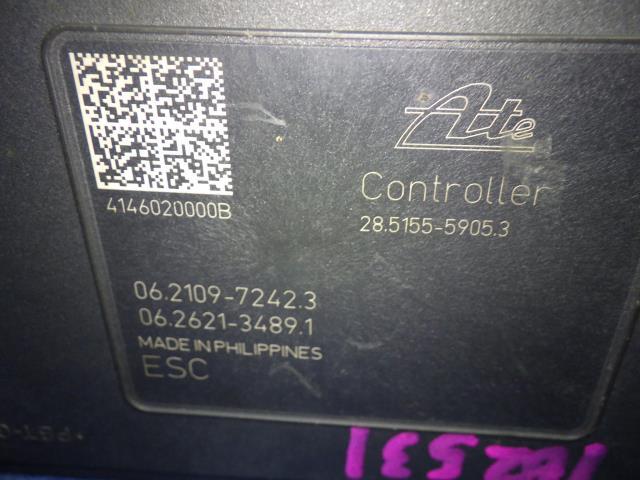 Ate
Controller
28.5155-5905.3
4146020000B
06.2109-7242.3
06.2621-3489.1
MADE IN PHILIPPINES
ESC